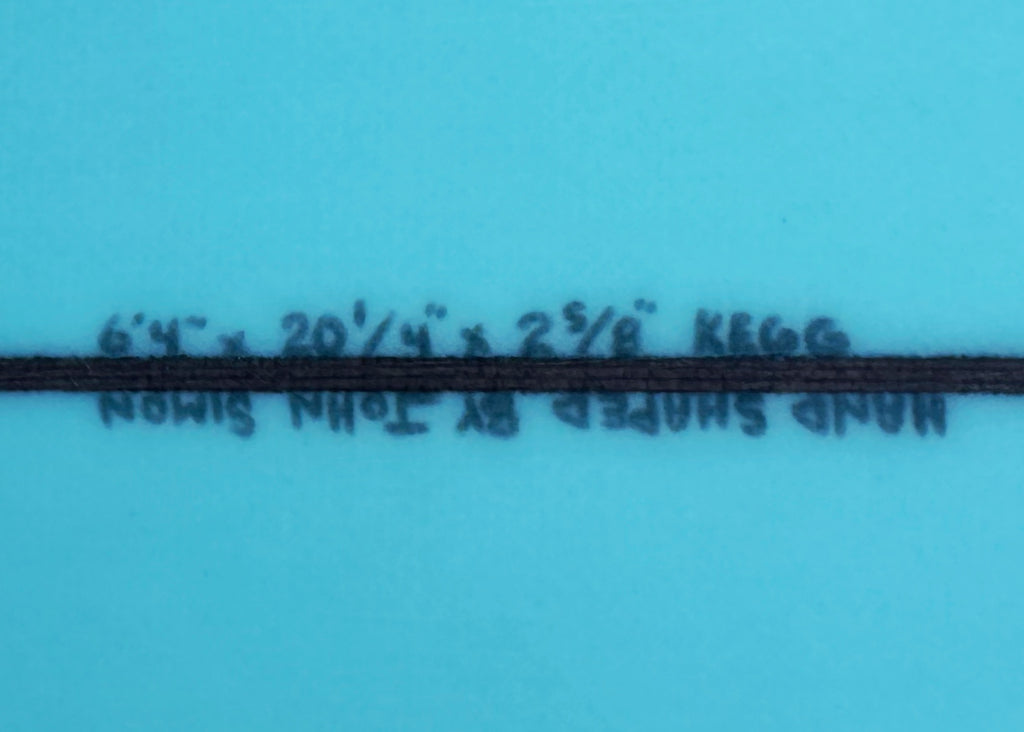 6'4" x 20 1/4" x 2 5/8" KEGG
HAND SHAPED BY JOHN SIMON